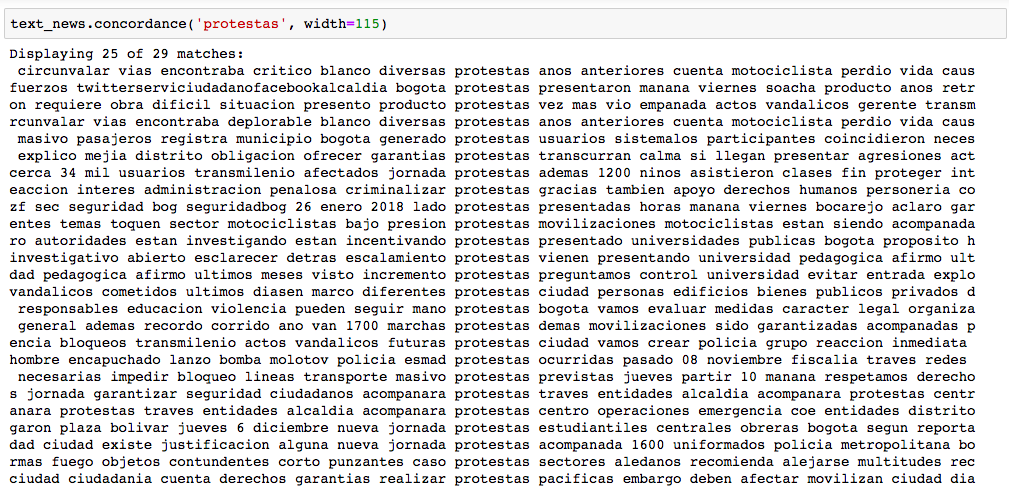 text_news.concordance('protestas', width=115)
Displaying 25 of 29 matches:
circunvalar vias encontraba critico blanco diversas protestas anos anteriores cuenta motociclista perdio vida caus
fuerzos twitterserviciudadanofacebookalcaldia bogota protestas presentaron manana viernes soacha producto anos retr
on requiere obra dificil situacion presento producto protestas vez mas vio empanada actos vandalicos gerente transm
rcunvalar vias encontraba deplorable blanco diversas protestas anos anteriores cuenta motociclista perdio vida caus
masivo pasajeros registra municipio bogota generado protestas usuarios sistemalos participantes coincidieron neces
explico mejia distrito obligacion ofrecer garantias protestas transcurran calma si llegan presentar agresiones act
cerca 34 mil usuarios transmilenio afectados jornada protestas ademas 1200 ninos asistieron clases fin proteger int
eaccion interes administracion penalosa criminalizar protestas gracias tambien apoyo derechos humanos personeria co
zf sec seguridad bog seguridadbog 26 enero 2018 lado protestas presentadas horas manana viernes bocarejo aclaro gar
entes temas toquen sector motociclistas bajo presion protestas movilizaciones motociclistas estan siendo acompanada
ro autoridades estan investigando estan incentivando protestas presentado universidades publicas bogota proposito h
investigativo abierto esclarecer detras escalamiento protestas vienen presentando universidad pedagogica afirmo ult
dad pedagogica afirmo ultimos meses visto incremento protestas preguntamos control universidad evitar entrada explo
vandalicos cometidos ultimos diasen marco diferentes protestas ciudad personas edificios bienes publicos privados d
responsables educacion violencia pueden seguir mano protestas bogota vamos evaluar medidas caracter legal organiza
general ademas recordo corrido ano van 1700 marchas protestas demas movilizaciones sido garantizadas acompanadas p
encia bloqueos transmilenio actos vandalicos futuras protestas ciudad vamos crear policia grupo reaccion inmediata
hombre encapuchado lanzo bomba molotov policia esmad protestas ocurridas pasado 08 noviembre fiscalia traves redes
necesarias impedir bloqueo lineas transporte masivo protestas previstas jueves partir 10 manana respetamos derecho
s jornada garantizar seguridad ciudadanos acompanara protestas traves entidades alcaldia acompanara protestas centr
anara protestas traves entidades alcaldia acompanara protestas centro operaciones emergencia coe entidades distrito
garon plaza bolivar jueves 6 diciembre nueva jornada protestas estudiantiles centrales obreras bogota segun reporta
dad ciudad existe justificacion alguna nueva jornada protestas acompanada 1600 uniformados policia metropolitana bo
rmas fuego objetos contundentes corto punzantes caso protestas sectores aledanos recomienda alejarse multitudes rec
ciudad ciudadania cuenta derechos garantias realizar protestas pacificas embargo deben afectar movilizan ciudad dia